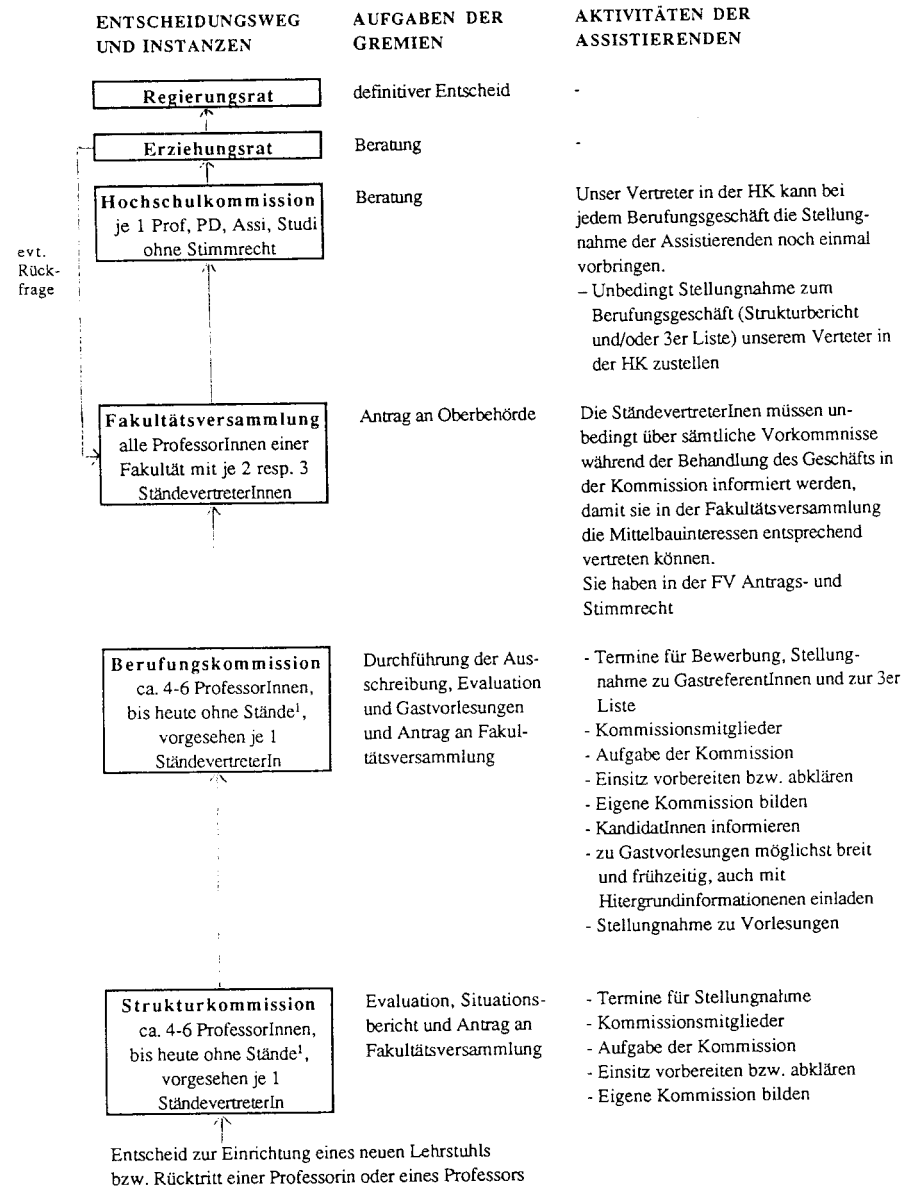 ENTSCHEIDUNGSWEG
UND INSTANZEN
AUFGABEN DER
GREMIEN
AKTIVITÄTEN DER
ASSISTIERENDEN
Regierungsrat
definitiver Entscheid
-
Erziehungsrat
Beratung
-
Hochschulkommission
je 1 Prof, PD, Assi, Studi
ohne Stimmrecht
Beratung
Unser Vertreter in der HK kann bei
jedem Berufungsgeschäft die Stellung-
nahme der Assistierenden noch einmal
vorbringen.
– Unbedingt Stellungnahme zum
Berufungsgeschäft (Strukturbericht
und/oder 3er Liste) unserem Verteter in
der HK zustellen
evt.
Rück-
frage
Fakultätsversammlung
alle ProfessorInnen einer
Fakultät mit je 2 resp. 3
StändevertreterInnen
Antrag an Oberbehörde
Die StändevertreterInen müssen un-
bedingt über sämtliche Vorkommnisse
während der Behandlung des Geschäfts in
der Kommission informiert werden,
damit sie in der Fakultätsversammlung
die Mittelbauinteressen entsprechend
vertreten können.
Sie haben in der FV Antrags- und
Stimmrecht
Berufungskommission
ca. 4-6 ProfessorInnen,
bis heute ohne Stände¹,
vorgesehen je 1
StändevertreterIn
Durchführung der Aus-
schreibung, Evaluation
und Gastvorlesungen
und Antrag an Fakul-
tätsversammlung
- Termine für Bewerbung, Stellung-
nahme zu GastreferentInnen und zur 3er
Liste
- Kommissionsmitglieder
- Aufgabe der Kommission
- Einsitz vorbereiten bzw. abklären
- Eigene Kommission bilden
- KandidatInnen informieren
- zu Gastvorlesungen möglichst breit
und frühzeitig, auch mit
Hitergrundinformationenen einladen
- Stellungnahme zu Vorlesungen
Strukturkommission
ca. 4-6 ProfessorInnen,
bis heute ohne Stände¹,
vorgesehen je 1
StändevertreterIn
Evaluation, Situations-
bericht und Antrag an
Fakultätsversammlung
- Termine für Stellungnahme
- Kommissionsmitglieder
- Aufgabe der Kommission
- Einsitz vorbereiten bzw. abklären
- Eigene Kommission bilden
Entscheid zur Einrichtung eines neuen Lehrstuhls
bzw. Rücktritt einer Professorin oder eines Professors